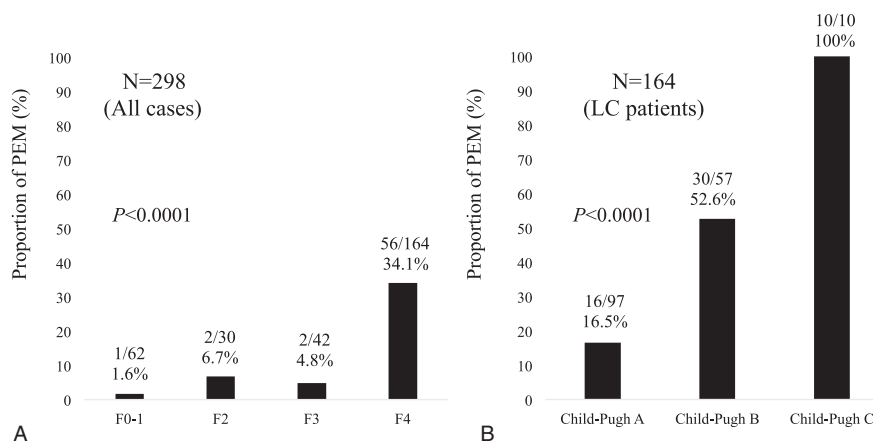 Proportion of PEM (%)
100
90
80
70
60
50
40
30
20
10
0
N=298
(All cases)
P<0.0001
1/62
1.6%
2/30
6.7%
2/42
4.8%
56/164
34.1%
F0-1
F2
F3
F4
A
Proportion of PEM (%)
100
90
80
70
60
50
40
30
20
10
0
N=164
(LC patients)
P<0.0001
16/97
16.5%
30/57
52.6%
10/10
100%
Child-Pugh A
Child-Pugh B
Child-Pugh C
B